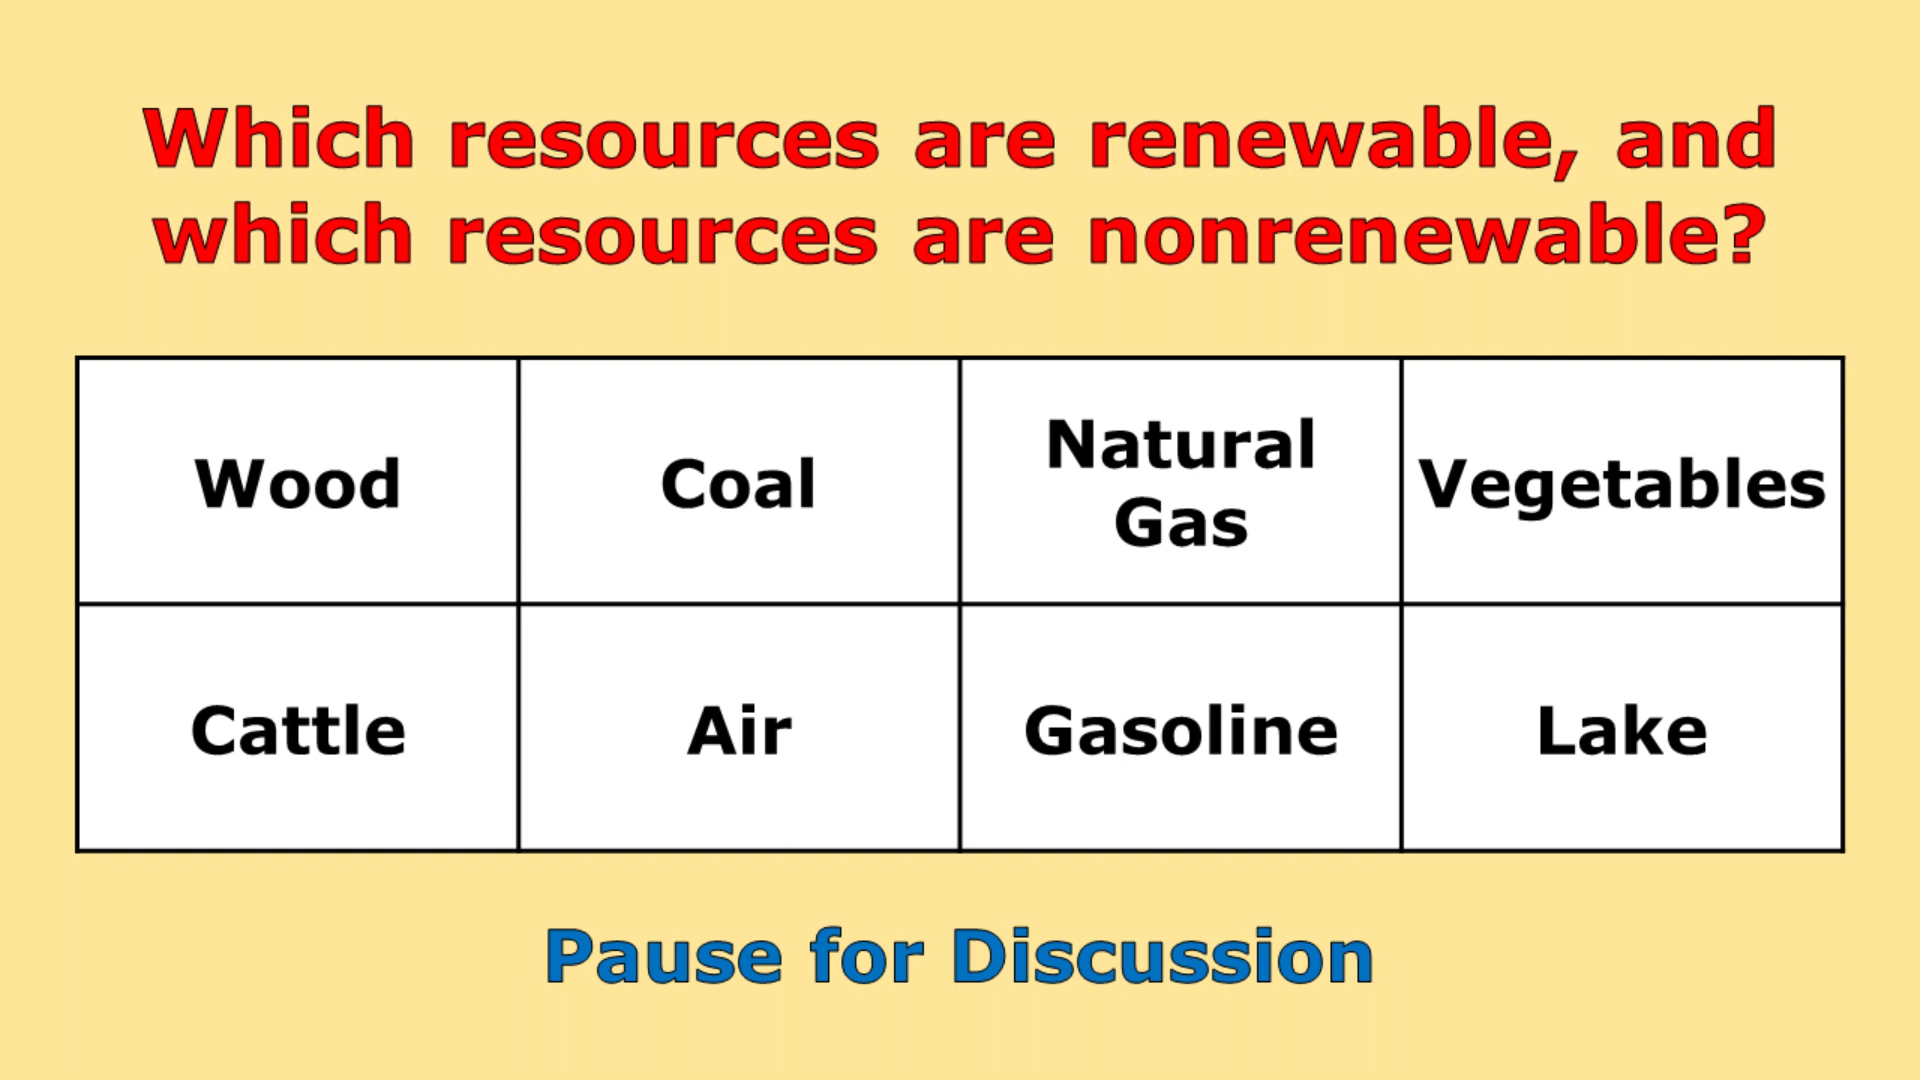 Which resources are renewable, and
which resources are nonrenewable?
Wood
Coal
Natural
Gas
Vegetables
Cattle
Air
Gasoline
Lake
Pause for Discussion